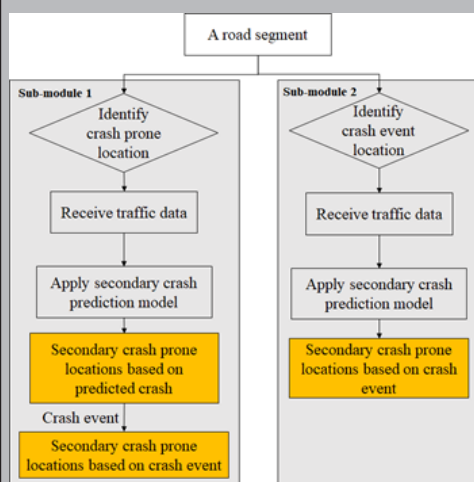 A road segment
Sub-module 1
Identify
crash prone
location
Receive traffic data
Apply secondary crash
prediction model
Secondary crash prone
locations based on
predicted crash
Crash event
Secondary crash prone
locations based on crash event
Sub-module 2
Identify
crash event
location
Receive traffic data
Apply secondary crash
prediction model
Secondary crash prone
locations based on crash
event